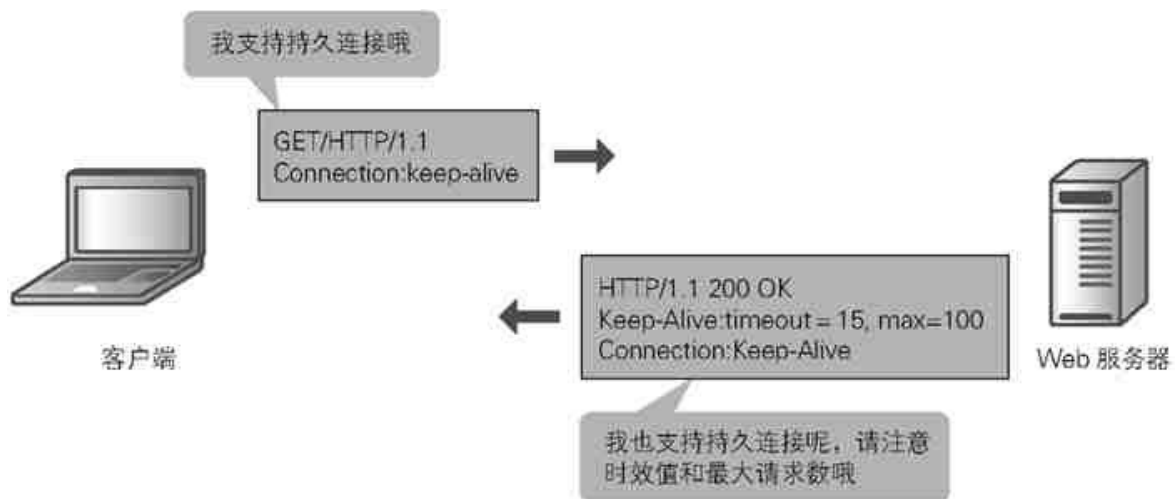 我支持持久连接哦
GET/HTTP/1.1
Connection:keep-alive
HTTP/1.1 200 OK
Keep-Alive:timeout = 15, max=100
Connection:Keep-Alive
客户端
Web 服务器
我也支持持久连接呢，请注意
时效值和最大请求数哦